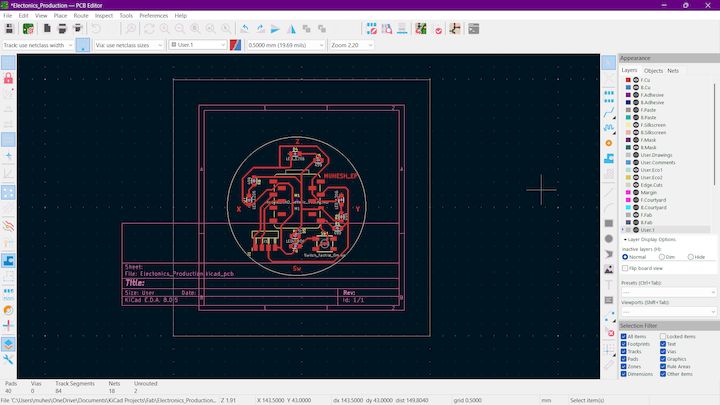 *Electonics_Production — PCB Editor
File Edit View Place Route Inspect Tools Preferences Help
Track: use netclass width
Via: use netclass sizes
User.1
0.5000 mm (19.69 mils)
Zoom 2.20
Appearance
Layers Objects Nets
F.Cu
B.Cu
F.Adhesive
B.Adhesive
F.Paste
B.Paste
F.Silkscreen
B.Silkscreen
F.Mask
B.Mask
User.Drawings
User.Comments
User.Eco1
User.Eco2
Edge.Cuts
Margin
F.Courtyard
B.Courtyard
F.Fab
B.Fab
User.1
Layer Display Options
Inactive layers (H):
Normal Dim Hide
Flip board view
Presets (Ctrl+Tab):
---
Viewports (Shift+Tab):
---
Selection Filter
All items Locked items
Footprints Text
Tracks Vias
Pads Graphics
Zones Rule Areas
Dimensions Other items
1 2
A A
Z
MUHESH_EP
X Y
M1
Sw
B B
1 2
Sheet:
File: Electonics_Production.kicad_pcb
Title:
Size: User Date: Rev:
KiCad E.D.A. 8.0.5 Id: 1/1
Pads Vias Track Segments Nets Unrouted
40 0 84 18 2
File 'C:\Users\muhes\OneDrive\Documents\KiCad Projects\Fab\Electonics_Production... Z 1.91 X 143.5000 Y 43.0000 dx 143.5000 dy 43.0000 dist 149.8040 grid 0.5000 mm Select item(s)